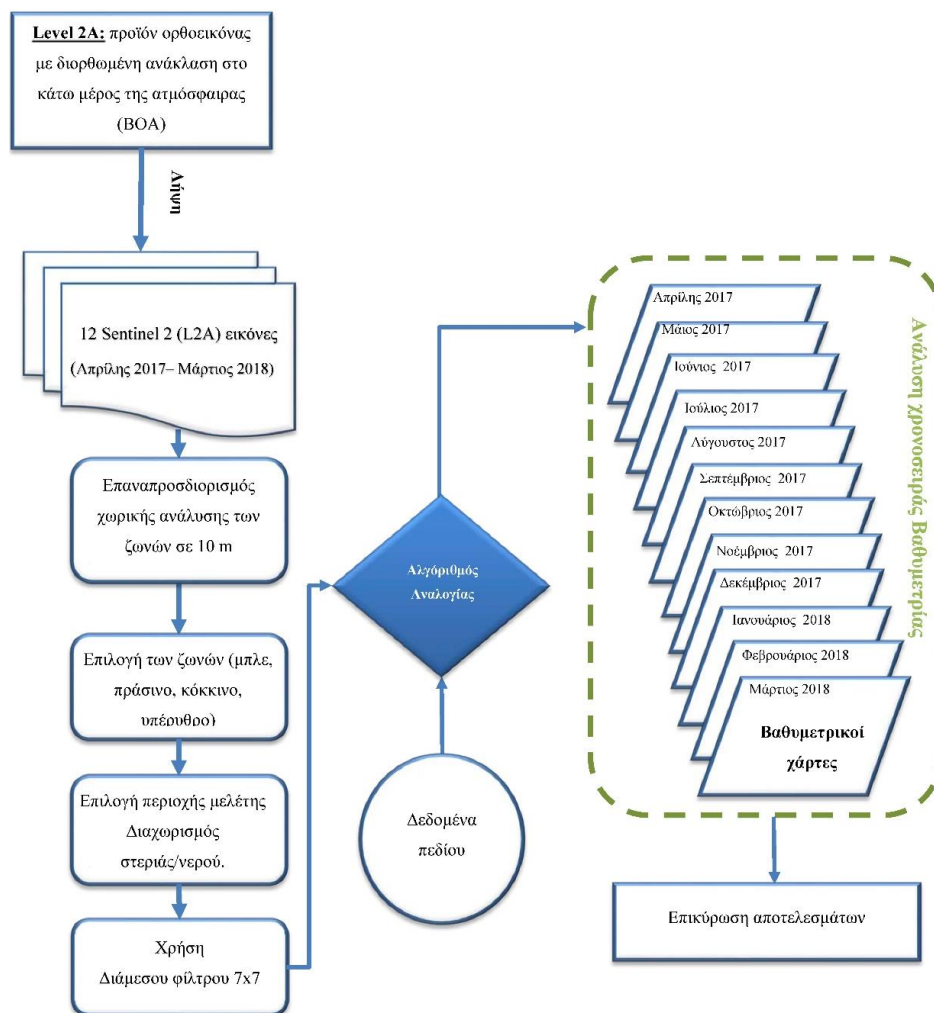 Level 2A: προϊόν ορθοεικόνας
με διορθωμένη ανάκλαση στο
κάτω μέρος της ατμόσφαιρας
(BOA)
Λήψη
12 Sentinel 2 (L2A) εικόνες
(Απρίλης 2017– Μάρτιος 2018)
Επαναπροσδιορισμός
χωρικής ανάλυσης των
ζωνών σε 10 m
Επιλογή των ζωνών (μπλε,
πράσινο, κόκκινο,
υπέρυθρο)
Επιλογή περιοχής μελέτης
Διαχωρισμός
στεριάς/νερού.
Χρήση
Διάμεσου φίλτρου 7x7
Αλγόριθμός
Αναλογίας
Δεδομένα
πεδίου
Απρίλης 2017
Μάιος 2017
Ιούνιος 2017
Ιούλιος 2017
Αύγουστος 2017
Σεπτέμβριος 2017
Οκτώβριος 2017
Νοέμβριος 2017
Δεκέμβριος 2017
Ιανουάριος 2018
Φεβρουάριος 2018
Μάρτιος 2018
Βαθυμετρικοί
χάρτες
Ανάλυση χρονοσειράς Βαθυμετρίας
Επικύρωση αποτελεσμάτων